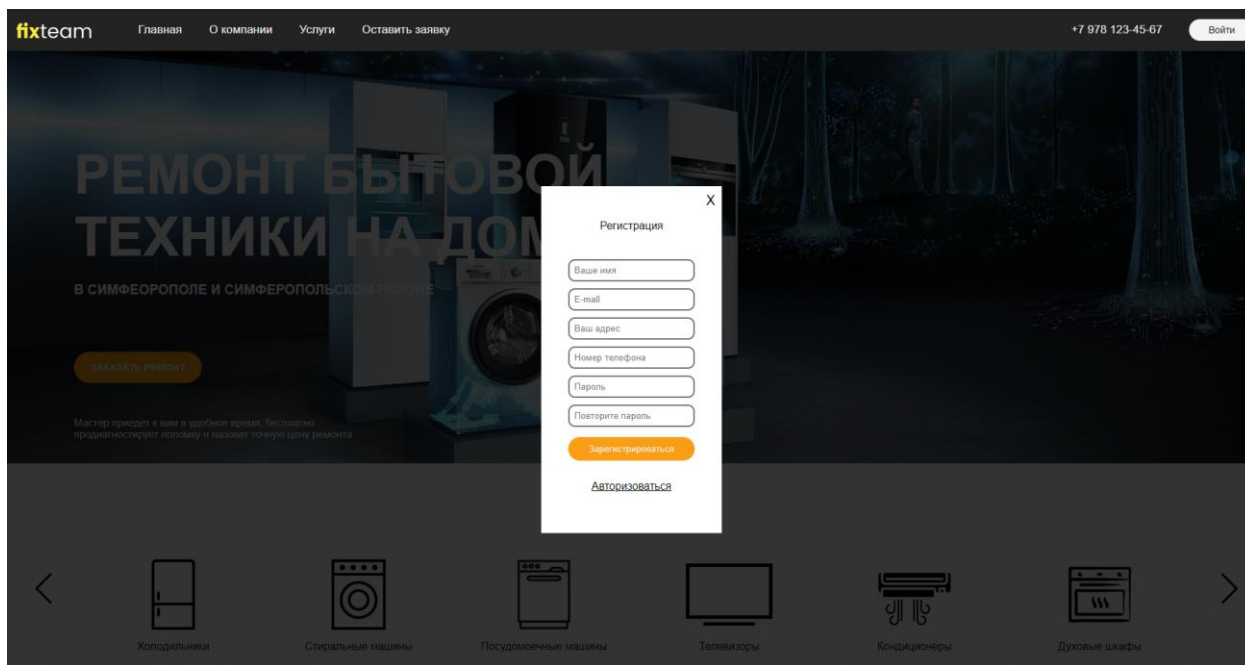 fixteam
Главная О компании Услуги Оставить заявку
+7 978 123-45-67
Войти
РЕМОНТ БЫТОВОЙ
ТЕХНИКИ НА ДОМ
В СИМФЕОРОПОЛЕ И СИМФЕРОПОЛЬСКОМ РАЙОНЕ
ЗАКАЗАТЬ РЕМОНТ
Мастер приедет к вам в удобное время, бесплатно
продиагностирует поломку и назовет точную цену ремонта
X
Регистрация
Ваше имя
E-mail
Ваш адрес
Номер телефона
Пароль
Повторите пароль
Зарегистрироваться
Авторизоваться
Холодильники Стиральные машины Посудомоечные машины Телевизоры Кондиционеры Духовые шкафы